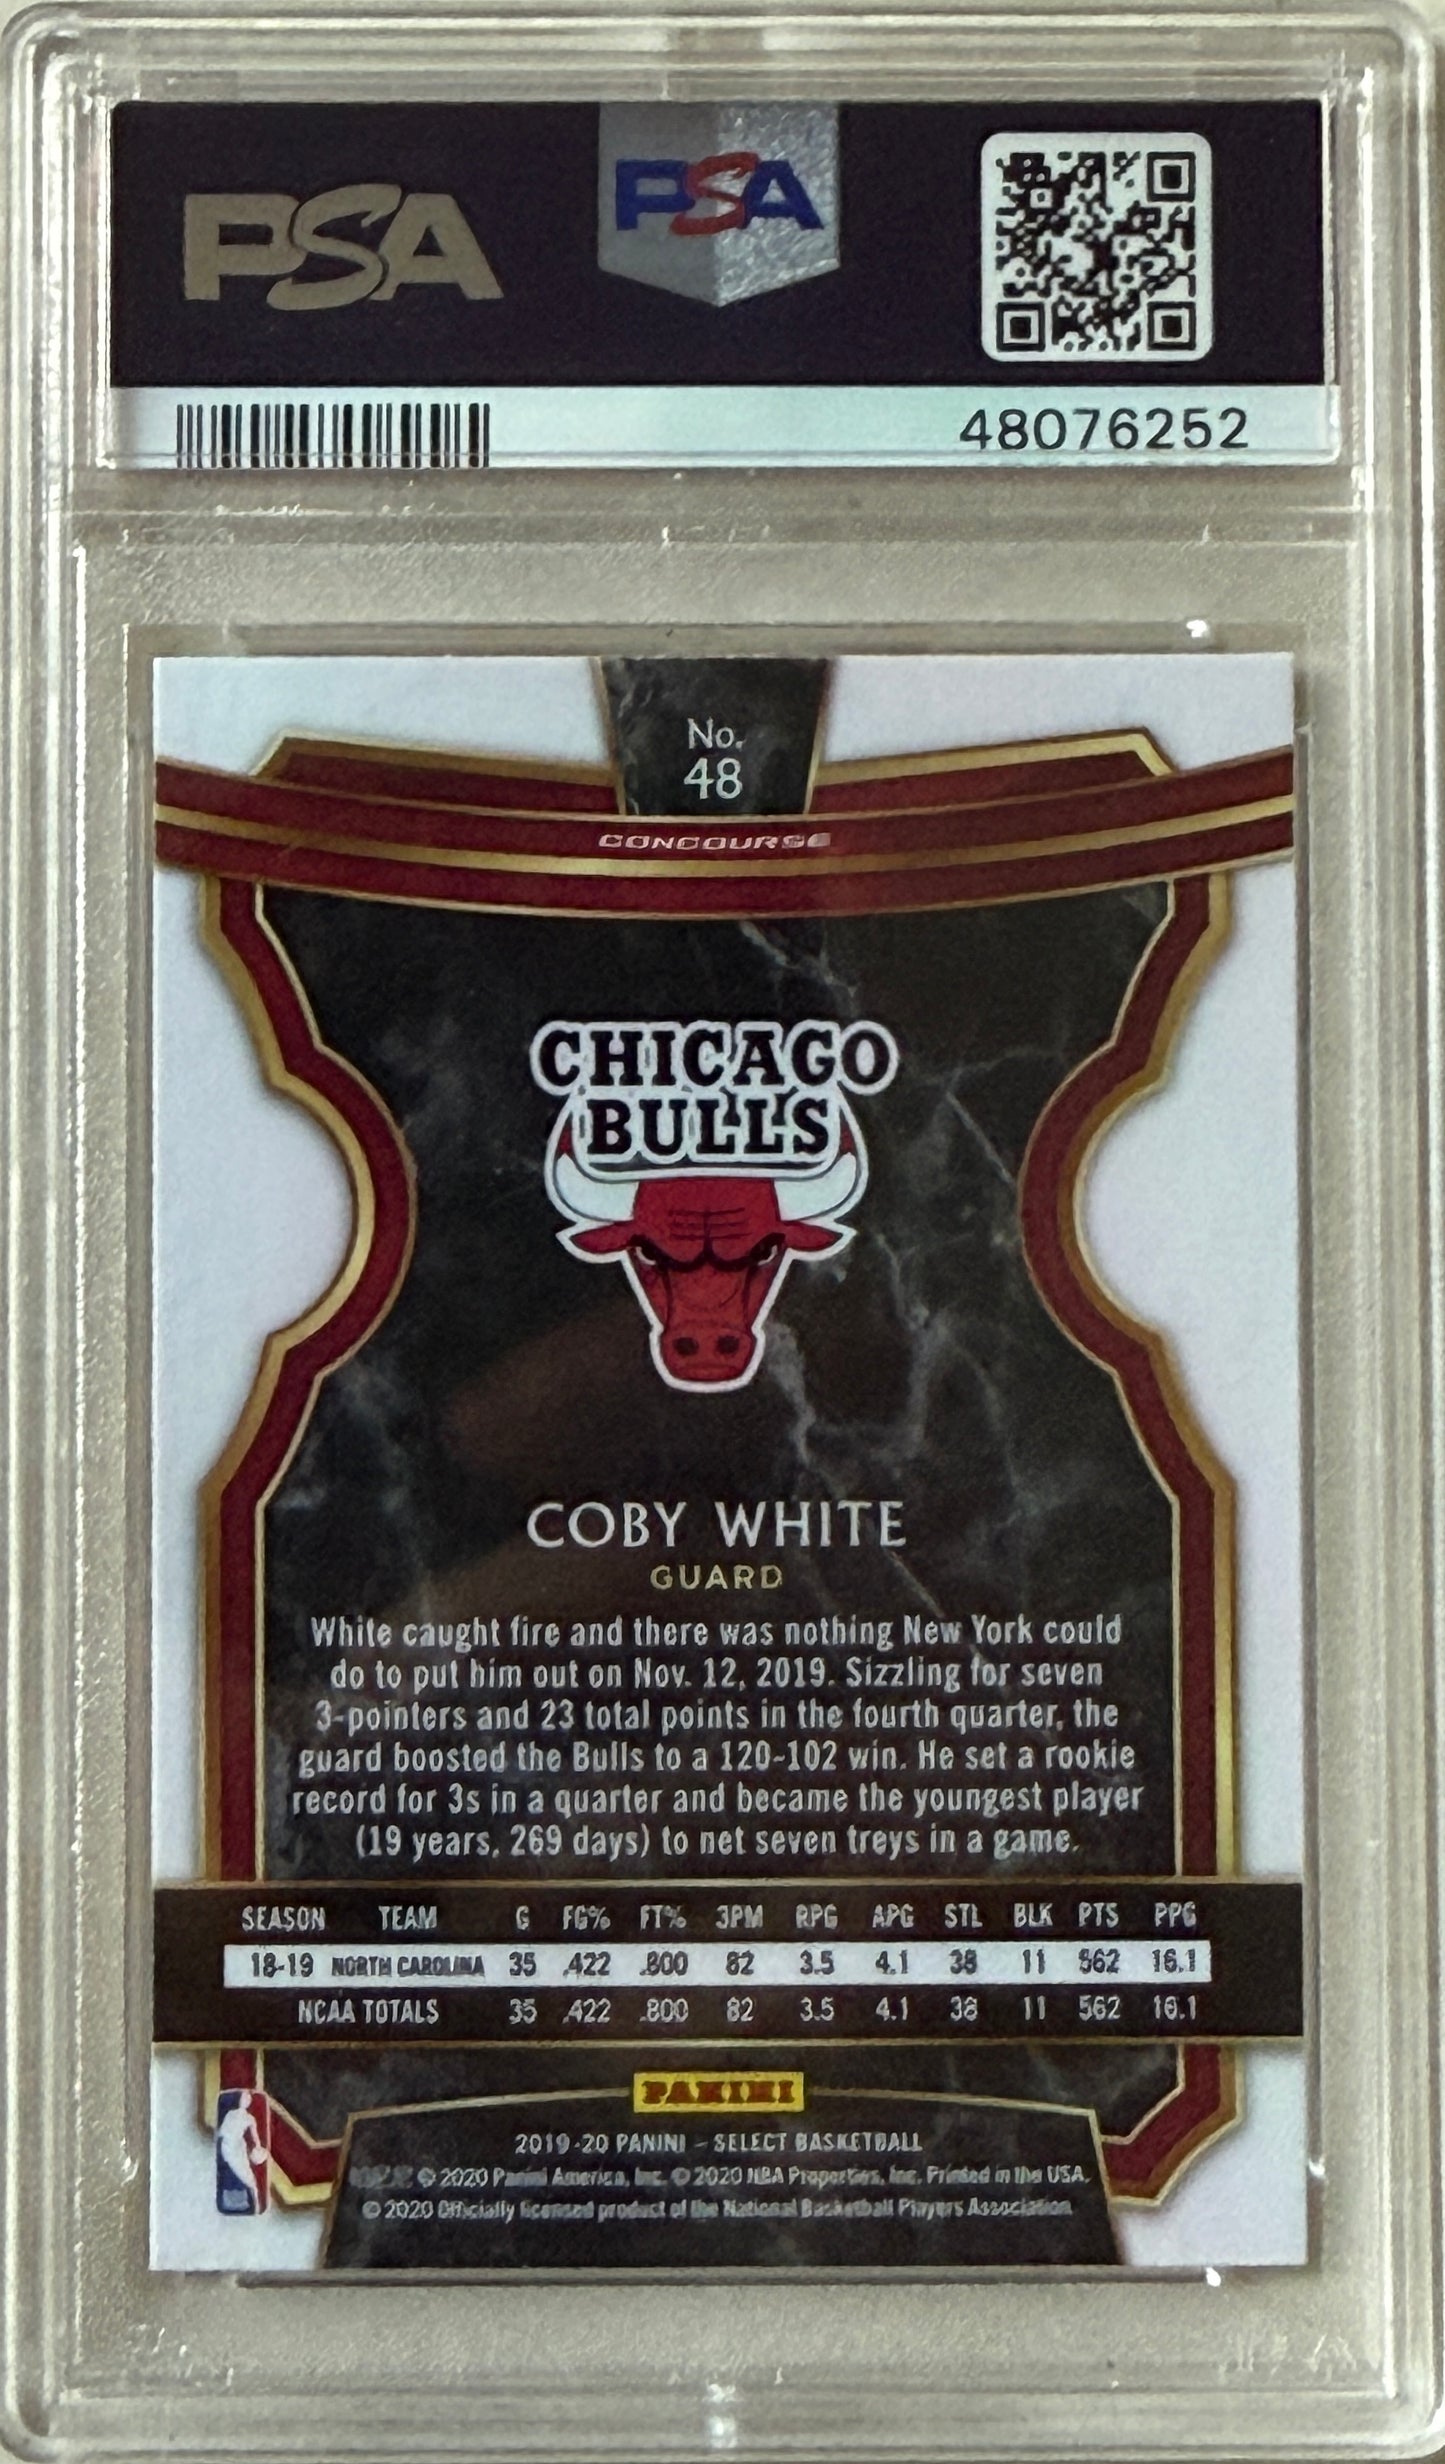 PSA
PSA
48076252
No.
48
CONCOURSE
CHICAGO
BULLS
COBY WHITE
GUARD
White caught fire and there was nothing New York could
do to put him out on Nov. 12, 2019. Sizzling for seven
3-pointers and 23 total points in the fourth quarter, the
guard boosted the Bulls to a 120-102 win. He set a rookie
record for 3s in a quarter and became the youngest player
(19 years, 269 days) to net seven treys in a game.
SEASON TEAM G FG% FT% 3PM RPG APG STL BLK PTS PPG
18-19 NORTH CAROLINA 35 .422 .800 82 3.5 4.1 38 11 562 16.1
NCAA TOTALS 35 .422 .800 82 3.5 4.1 38 11 562 16.1
PANINI
2019-20 PANINI – SELECT BASKETBALL
© 2020 Panini America, Inc. © 2020 NBA Properties, Inc. Printed in the USA.
© 2020 Officially licensed product of the National Basketball Players Association